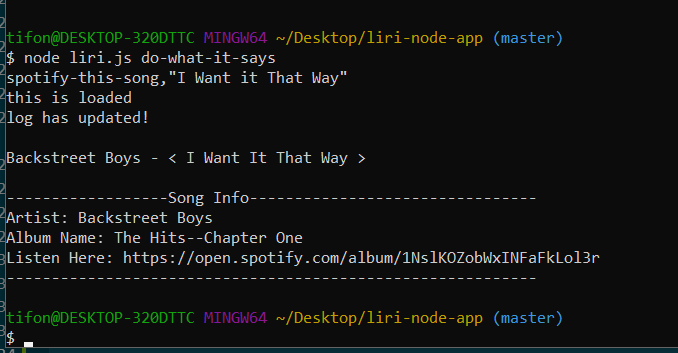 tifon@DESKTOP-320DTTC MINGW64 ~/Desktop/liri-node-app (master)
$ node liri.js do-what-it-says
spotify-this-song,"I Want it That Way"
this is loaded
log has updated!
Backstreet Boys - < I Want It That Way >
------------------Song Info--------------------------------
Artist: Backstreet Boys
Album Name: The Hits--Chapter One
Listen Here: https://open.spotify.com/album/1NslKOZobWxINFaFkLol3r
-----------------------------------------------------------
tifon@DESKTOP-320DTTC MINGW64 ~/Desktop/liri-node-app (master)
$